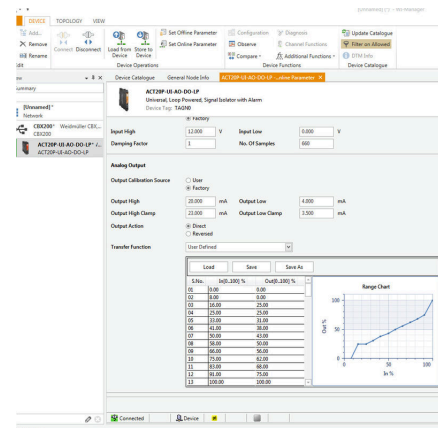 DEVICE TOPOLOGY VIEW
Add...
Remove
Rename
Connect Disconnect
Load from Device
Store to Device
Set Offline Parameter
Set Online Parameter
Configuration
Diagnosis
Observe
Channel Functions
Compare
Additional Functions
Update Catalogue
Filter on Allowed
DTM Info
Edit
Device Operations
Device Functions
Device Catalogue
Device Catalogue
General Node Info
ACT20P-UI-AO-DO-LP
Parameter
ummary
[Unnamed]*
Network
CBX200* Weidmüller CBX...
CBX200
ACT20P-UI-AO-DO-LP*
ACT20P-UI-AO-DO-LP
ACT20P-UI-AO-DO-LP
Universal, Loop Powered, Signal Isolator with Alarm
Device Tag: TAGN0
Factory
Input High 12.000 V Input Low 0.000 V
Damping Factor 1 No. Of Samples 660
Analog Output
Output Calibration Source User
Factory
Output High 20.000 mA Output Low 4.000 mA
Output High Clamp 23.000 mA Output Low Clamp 3.500 mA
Output Action Direct
Reversed
Transfer Function User Defined
Load Save Save As
S.No. In[0..100] % Out[0..100] %
01 0.00 0.00
02 8.00 0.00
03 16.00 25.00
04 25.00 25.00
05 33.00 31.00
06 41.00 38.00
07 50.00 43.00
08 58.00 50.00
09 66.00 56.00
10 75.00 62.00
11 83.00 68.00
12 91.00 75.00
13 100.00 100.00
Range Chart
100
50
0
Out %
0 50 100
In %
Connected
Device